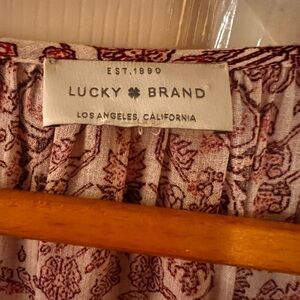 EST. 1990
LUCKY BRAND
LOS ANGELES, CALIFORNIA